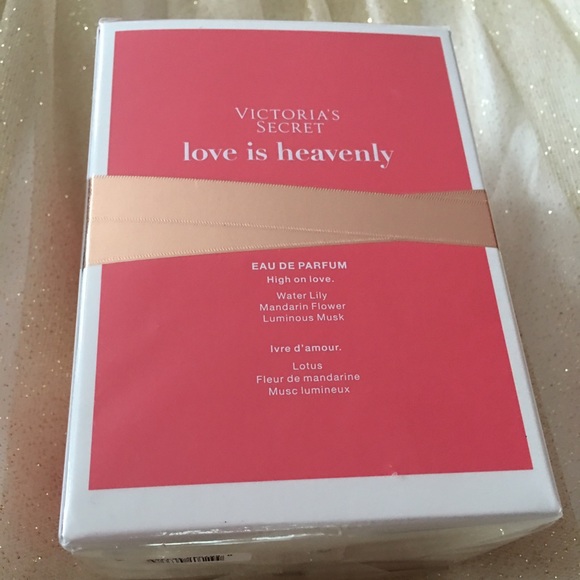 VICTORIA'S
SECRET
love is heavenly
EAU DE PARFUM
High on love.
Water Lily
Mandarin Flower
Luminous Musk
Ivre d'amour.
Lotus
Fleur de mandarine
Musc lumineux